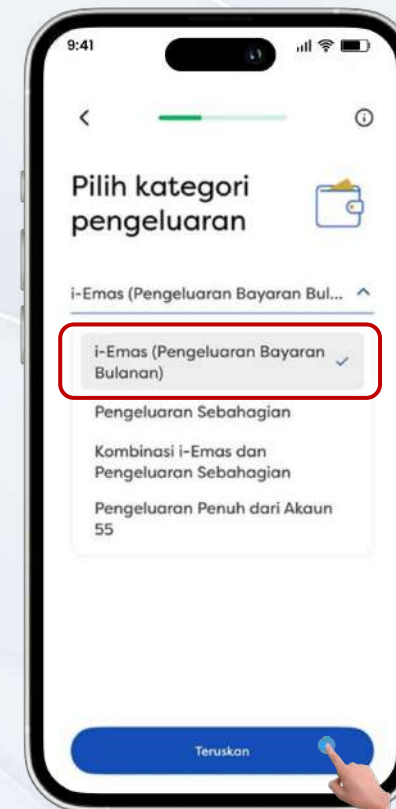 9:41
Pilih kategori
pengeluaran
i-Emas (Pengeluaran Bayaran Bul...
i-Emas (Pengeluaran Bayaran
Bulanan)
Pengeluaran Sebahagian
Kombinasi i-Emas dan
Pengeluaran Sebahagian
Pengeluaran Penuh dari Akaun
55
Teruskan